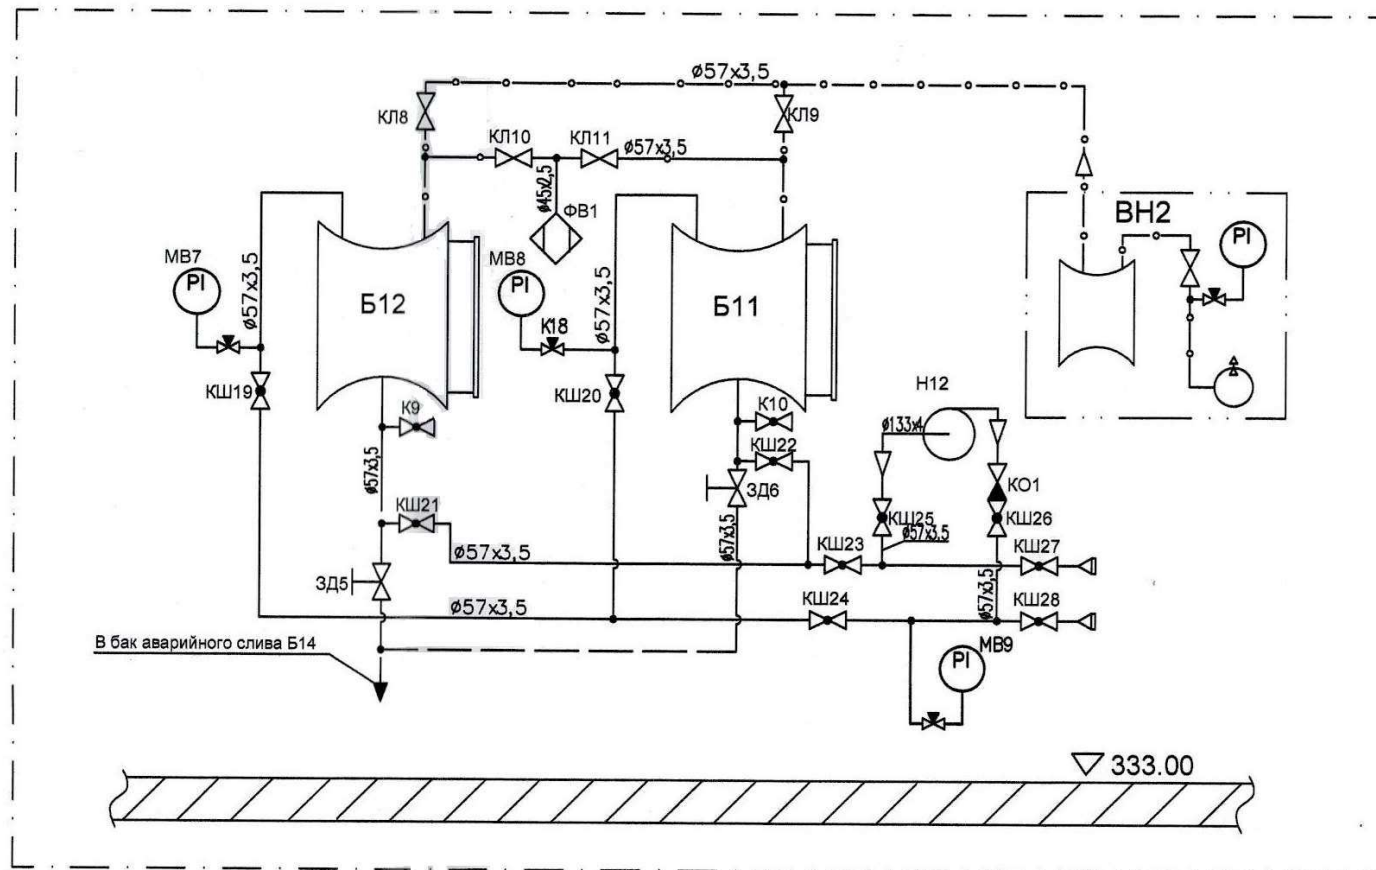 ø57x3,5
КЛ8
КЛ9
КЛ10
КЛ11
ø57x3,5
ø45x2,5
ФВ1
ВН2
PI
МВ7
PI
ø57x3,5
Б12
МВ8
PI
К18
ø57x3,5
Б11
КШ19
КШ20
Н12
К9
К10
ø133x4
КШ22
ø57x3,5
ЗД6
КО1
КШ21
КШ25
КШ26
ø57x3,5
ø57x3,5
ø57x3,5
КШ23
КШ27
ЗД5
ø57x3,5
ø57x3,5
КШ24
КШ28
В бак аварийного слива Б14
PI
МВ9
333.00